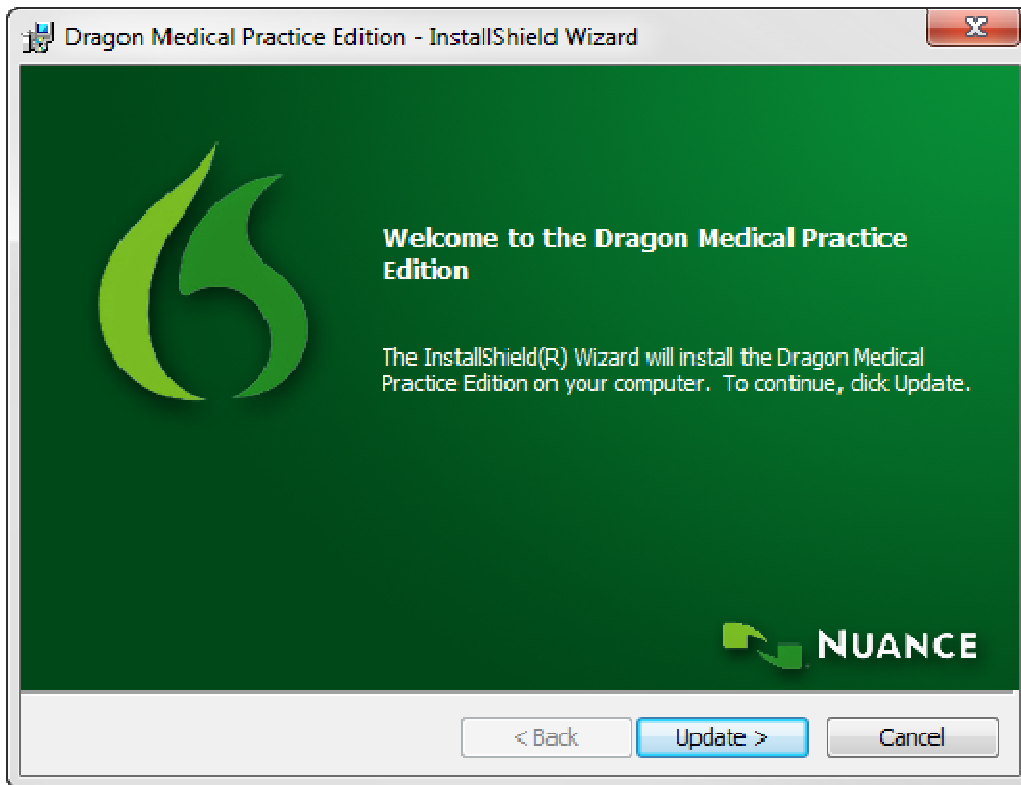 Dragon Medical Practice Edition - InstallShield Wizard
X
Welcome to the Dragon Medical Practice
Edition
The InstallShield(R) Wizard will install the Dragon Medical
Practice Edition on your computer. To continue, click Update.
NUANCE
< Back
Update >
Cancel